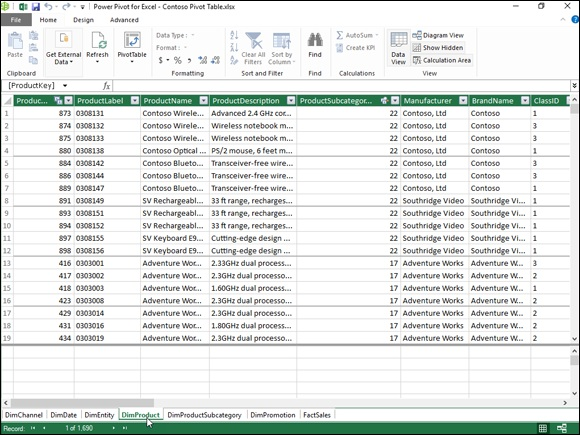 Power Pivot for Excel - Contoso Pivot Table.xlsx
File Home Design Advanced
Paste
Clipboard
Get External Data
Refresh
PivotTable
Data Type :
Format :
$ % ,
Formatting
Clear All Filters
Sort by Column
Sort and Filter
Find
Find
AutoSum
Create KPI
Calculations
Data View
Diagram View
Show Hidden
Calculation Area
View
[ProductKey] fx
Produc... ProductLabel ProductName ProductDescription ProductSubcategor... Manufacturer BrandName ClassID
1 873 0308131 Contoso Wirele... Advanced 2.4 GHz cor... 22 Contoso, Ltd Contoso 1
2 874 0308132 Contoso Wirele... Wireless notebook m... 22 Contoso, Ltd Contoso 3
3 875 0308133 Contoso Wirele... Wireless notebook m... 22 Contoso, Ltd Contoso 3
4 880 0308138 Contoso Optical ... PS/2 mouse, 6 feet m... 22 Contoso, Ltd Contoso 1
5 884 0308142 Contoso Blueto... Transceiver-free wire... 22 Contoso, Ltd Contoso 3
6 886 0308144 Contoso Blueto... Transceiver-free wire... 22 Contoso, Ltd Contoso 3
7 889 0308147 Contoso Blueto... Transceiver-free wire... 22 Contoso, Ltd Contoso 1
8 891 0308149 SV Rechargeabl... 33 ft range, recharges... 22 Southridge Video Southridge Vi... 1
9 893 0308151 SV Rechargeabl... 33 ft range, recharges... 22 Southridge Video Southridge Vi... 1
10 894 0308152 SV Rechargeabl... 33 ft range, recharges... 22 Southridge Video Southridge Vi... 1
11 897 0308155 SV Keyboard E9... Cutting-edge design ... 22 Southridge Video Southridge Vi... 1
12 898 0308156 SV Keyboard E9... Cutting-edge design ... 22 Southridge Video Southridge Vi... 1
13 416 0303001 Adventure Wor... 2.33GHz dual process... 17 Adventure Works Adventure W... 3
14 417 0303002 Adventure Wor... 2.3GHz dual processo... 17 Adventure Works Adventure W... 2
15 418 0303003 Adventure Wor... 1.60GHz dual process... 17 Adventure Works Adventure W... 1
16 423 0303008 Adventure Wor... 2.3GHz dual processo... 17 Adventure Works Adventure W... 1
17 429 0303014 Adventure Wor... 2.3GHz dual processo... 17 Adventure Works Adventure W... 2
18 431 0303016 Adventure Wor... 1.80GHz dual process... 17 Adventure Works Adventure W... 2
19 434 0303019 Adventure Wor... 2.3GHz dual processo... 17 Adventure Works Adventure W... 2
DimChannel DimDate DimEntity DimProduct DimProductSubcategory DimPromotion FactSales
Record: 1 of 1,690